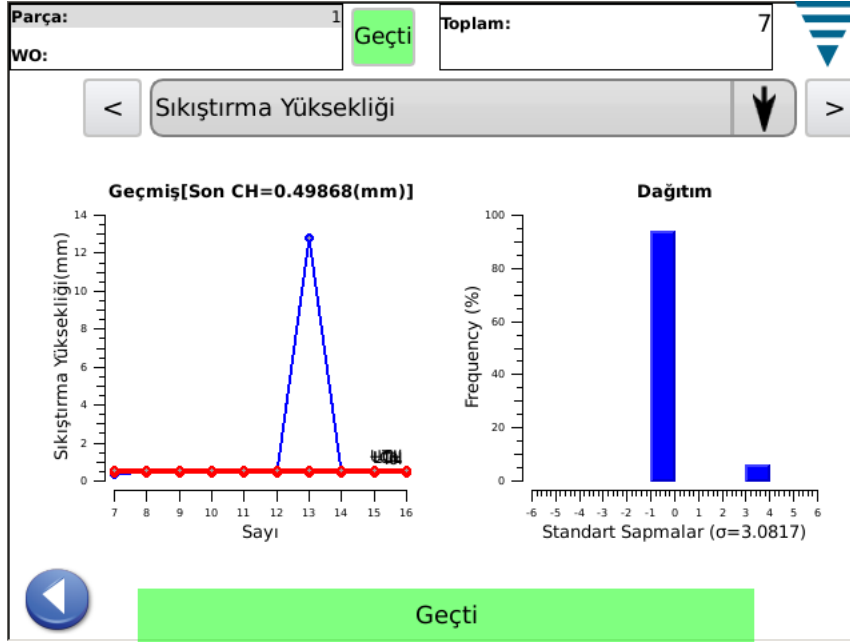 Parça: 1
WO:
Geçti
Toplam: 7
< Sıkıştırma Yüksekliği >
Geçmiş[Son CH=0.49868(mm)]
Sıkıştırma Yüksekliği(mm)
14
12
10
8
6
4
2
0
7 8 9 10 11 12 13 14 15 16
Sayı
Dağıtım
Frequency (%)
100
80
60
40
20
0
-6 -5 -4 -3 -2 -1 0 1 2 3 4 5 6
Standart Sapmalar (σ=3.0817)
Geçti